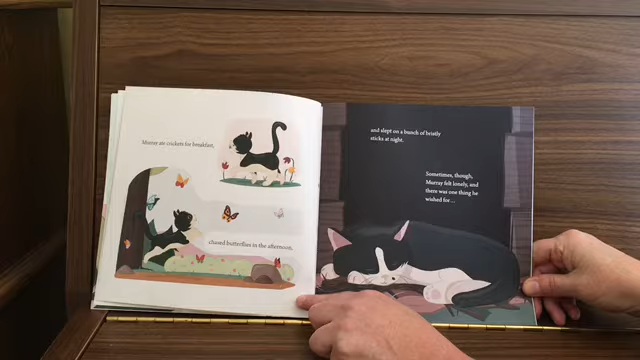 Murray ate crickets for breakfast,
chased butterflies in the afternoon,
and slept on a bunch of bristly
sticks at night.
Sometimes, though,
Murray felt lonely, and
there was one thing he
wished for...